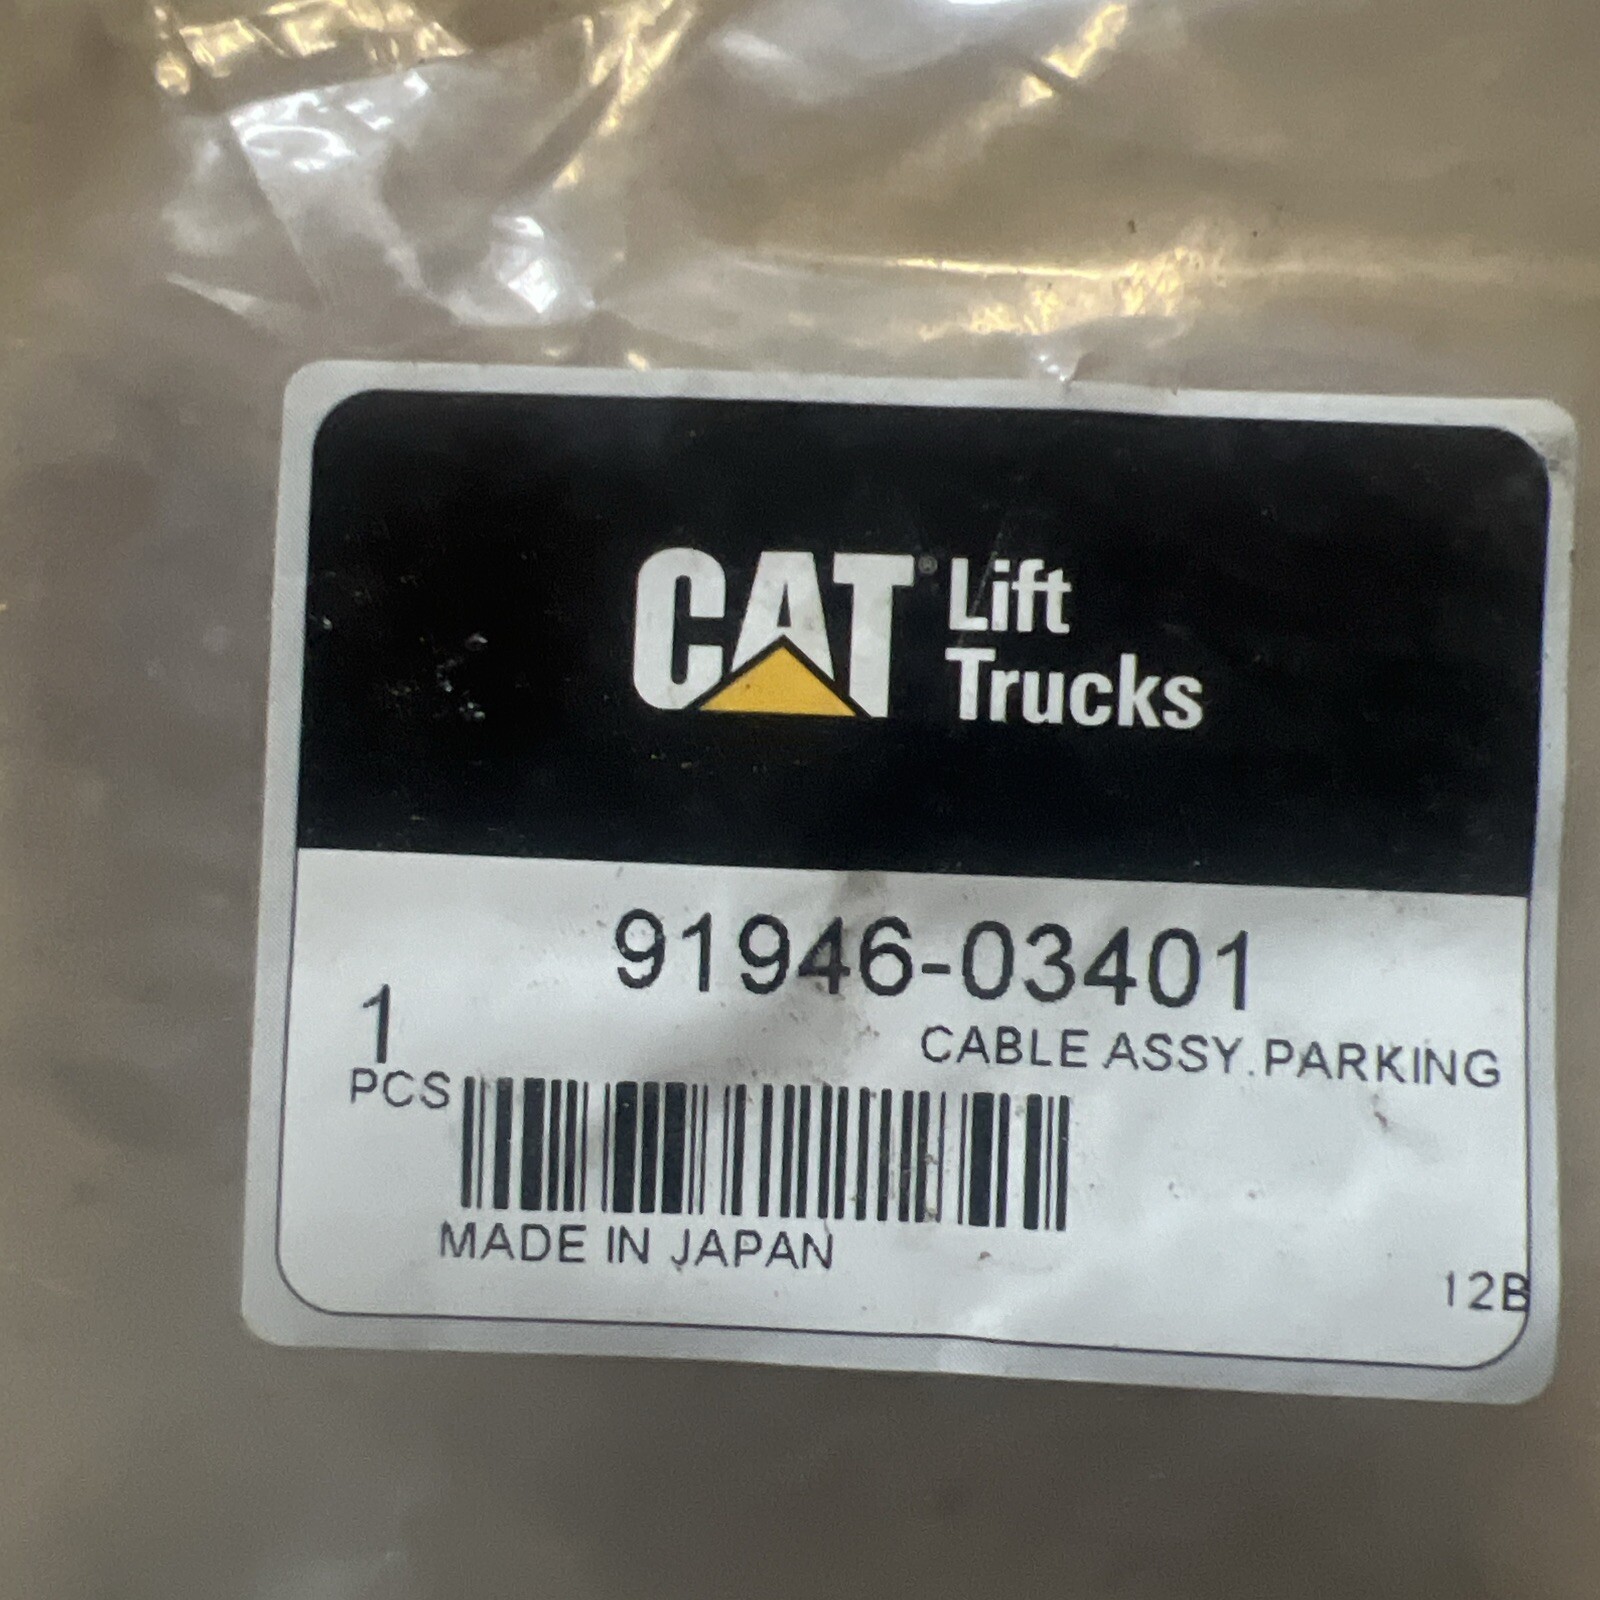 CAT® Lift
Trucks
91946-03401
1
CABLE ASSY.PARKING
PCS
MADE IN JAPAN
12B